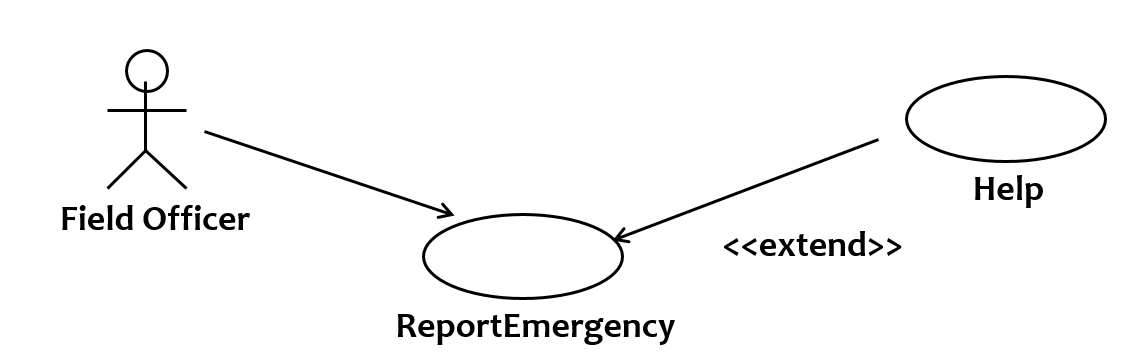 Field Officer
Help
<<extend>>
ReportEmergency